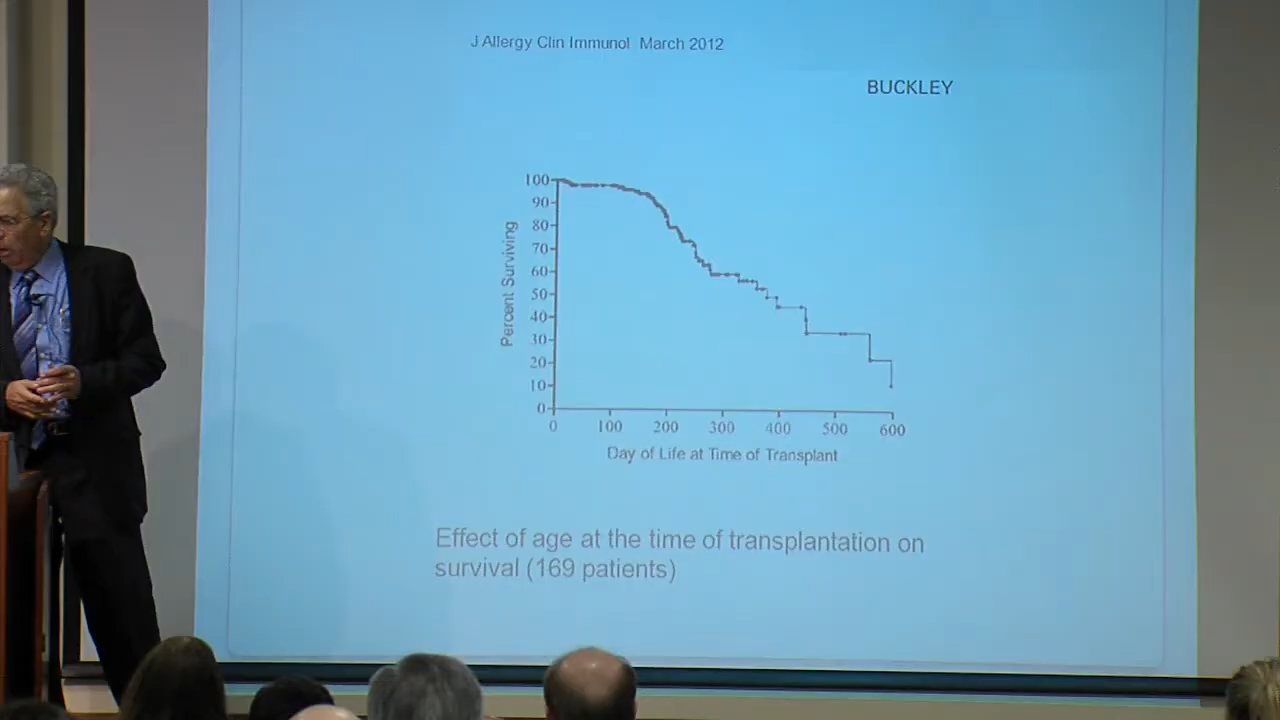 J Allergy Clin Immunol March 2012
BUCKLEY
Percent Surviving
100
90
80
70
60
50
40
30
20
10
0
0 100 200 300 400 500 600
Day of Life at Time of Transplant
Effect of age at the time of transplantation on
survival (169 patients)